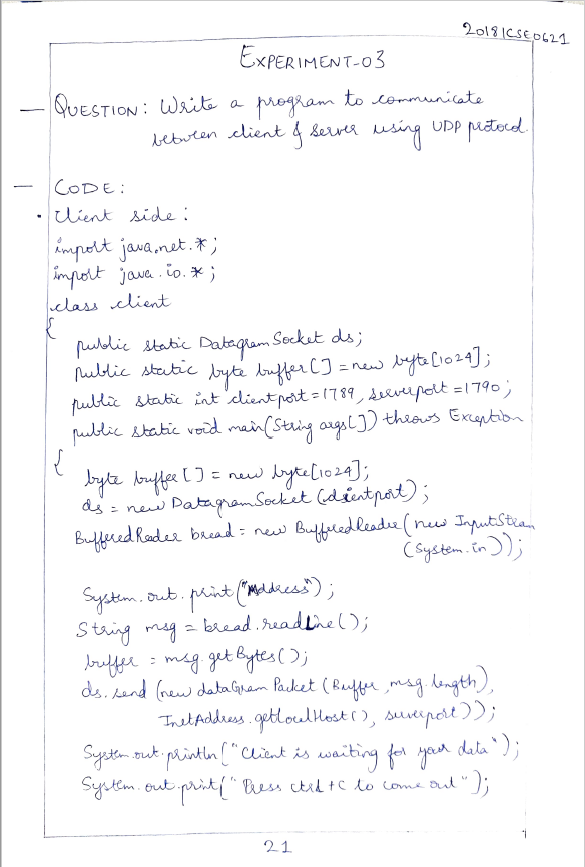 20181CSE0621
EXPERIMENT-03
— QUESTION: Write a program to communicate
between client & server using UDP protocol.
— CODE:
• Client side:
import java.net.*;
import java.io.*;
class client
{
public static DatagramSocket ds;
public static byte buffer[] = new byte[1024];
public static int clientport = 1789, serverport = 1790;
public static void main(String args[]) throws Exception
{
byte buffer[] = new byte[1024];
ds = new DatagramSocket (clientport);
BufferedReader bread = new BufferedReader(new InputStream
(System.in));
System.out.print("Address");
String msg = bread.readLine();
buffer = msg.getBytes();
ds.send (new dataGram Packet (Buffer, msg.length),
InetAddress.getLocalHost(), serverport));
System.out.println("Client is waiting for your data");
System.out.print("Press ctrl + C to come out");
21